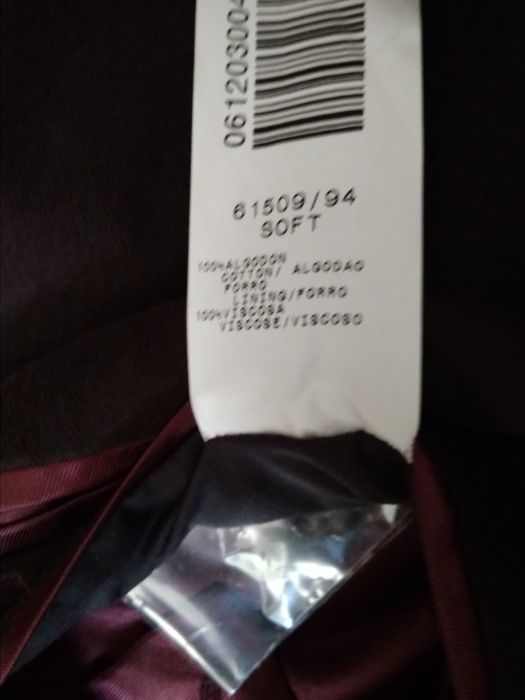 061203004
61509/94
SOFT
100%ALGODON
COTTON/ ALGODAO
FORRO
LINING/FORRO
100%VISCOSA
VISCOSE/VISCOSO